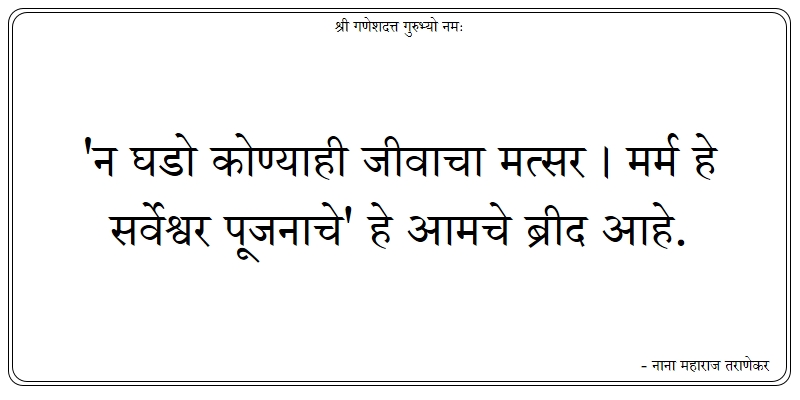 श्री गणेशदत्त गुरुभ्यो नमः
'न घडो कोण्याही जीवाचा मत्सर । मर्म हे
सर्वेश्वर पूजनाचे' हे आमचे ब्रीद आहे.
- नाना महाराज तराणेकर